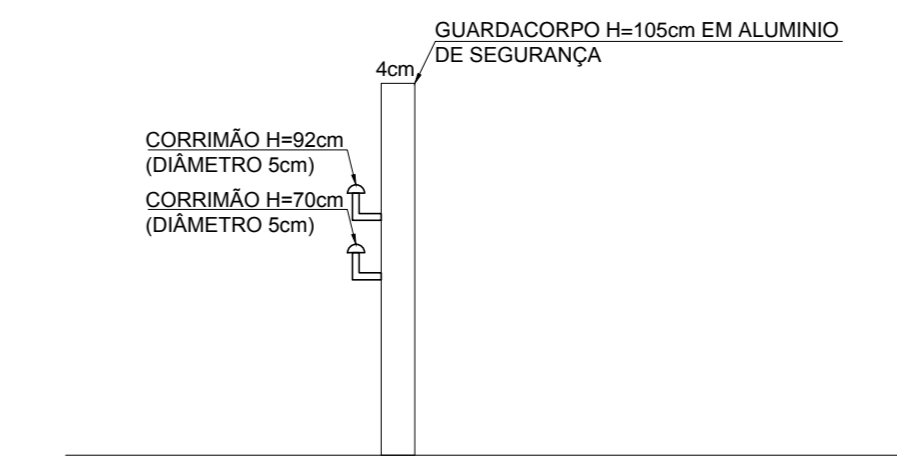 GUARDACORPO H=105cm EM ALUMINIO
DE SEGURANÇA
4cm
CORRIMÃO H=92cm
(DIÂMETRO 5cm)
CORRIMÃO H=70cm
(DIÂMETRO 5cm)